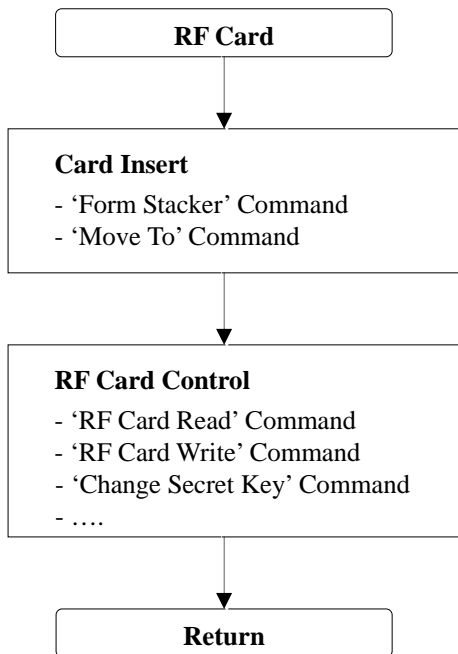 RF Card
Card Insert
- ‘Form Stacker’ Command
- ‘Move To’ Command
RF Card Control
- ‘RF Card Read’ Command
- ‘RF Card Write’ Command
- ‘Change Secret Key’ Command
- ….
Return